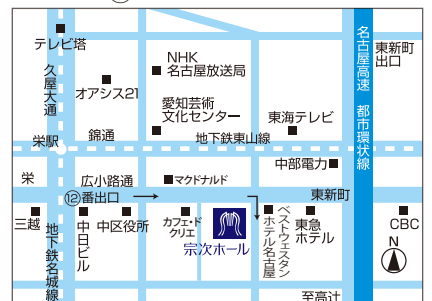 テレビ塔
久屋大通
オアシス21
NHK
名古屋放送局
愛知芸術
文化センター
東海テレビ
名古屋高速 都市環状線
東新町
出口
栄駅
錦通
地下鉄東山線
中部電力
栄
広小路通
マクドナルド
東新町
⑫番出口
三越
地下鉄名城線
中日ビル
中区役所
カフェ・ド
クリエ
宗次ホール
ベストウェスタン
ホテル名古屋
東急
ホテル
CBC
N
至高辻